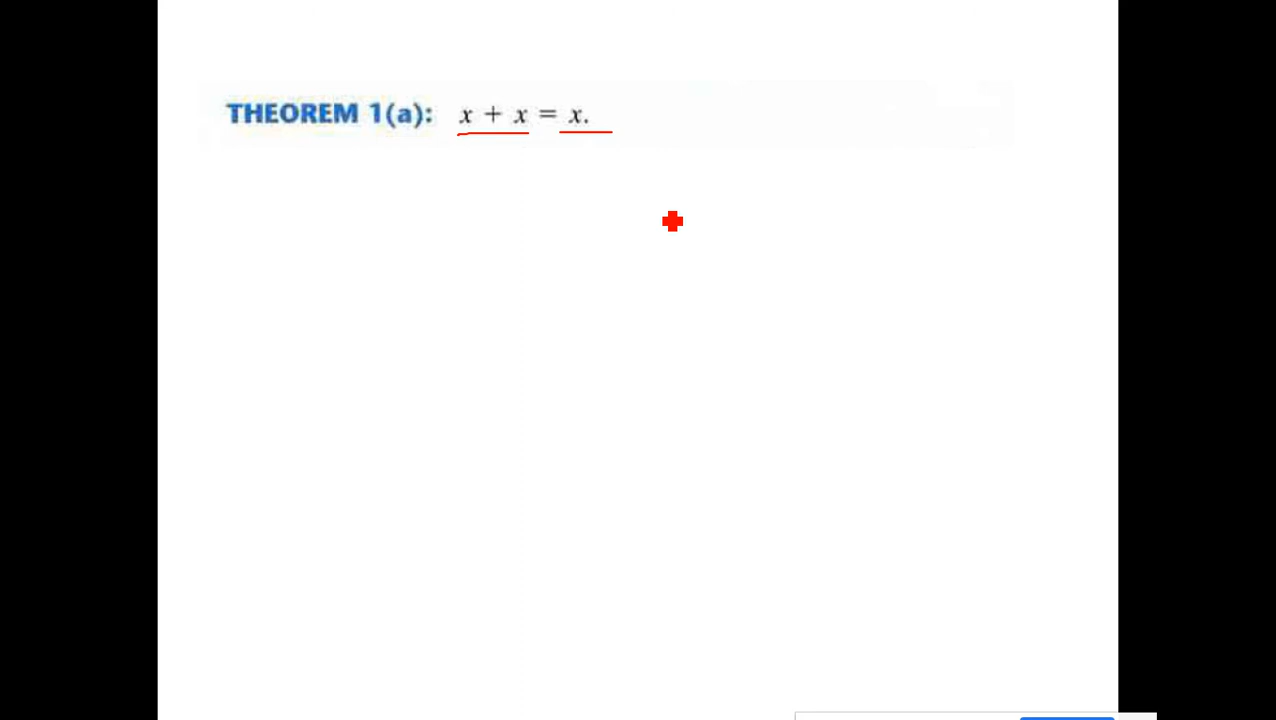 THEOREM 1(a): x + x = x.